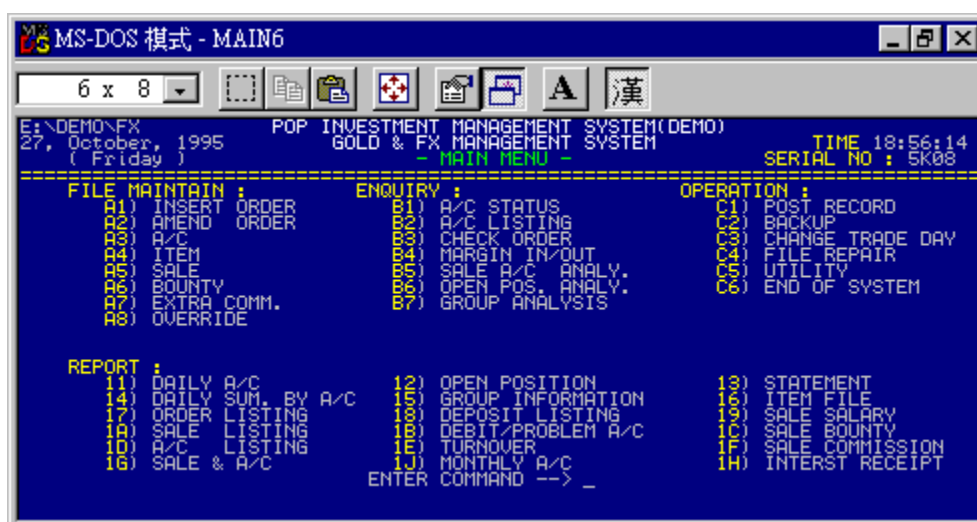 MS-DOS 模式 - MAIN6
6 x 8 A 漢
E:\DEMO\FX POP INVESTMENT MANAGEMENT SYSTEM(DEMO)
27, October, 1995 GOLD & FX MANAGEMENT SYSTEM TIME 18:56:14
( Friday ) - MAIN MENU - SERIAL NO : 5K08
FILE MAINTAIN : ENQUIRY : OPERATION :
A1) INSERT ORDER B1) A/C STATUS C1) POST RECORD
A2) AMEND ORDER B2) A/C LISTING C2) BACKUP
A3) A/C B3) CHECK ORDER C3) CHANGE TRADE DAY
A4) ITEM B4) MARGIN IN/OUT C4) FILE REPAIR
A5) SALE B5) SALE A/C ANALY. C5) UTILITY
A6) BOUNTY B6) OPEN POS. ANALY. C6) END OF SYSTEM
A7) EXTRA COMM. B7) GROUP ANALYSIS
A8) OVERRIDE
REPORT :
11) DAILY A/C 12) OPEN POSITION 13) STATEMENT
14) DAILY SUM. BY A/C 15) GROUP INFORMATION 16) ITEM FILE
17) ORDER LISTING 18) DEPOSIT LISTING 19) SALE SALARY
1A) SALE LISTING 1B) DEBIT/PROBLEM A/C 1C) SALE BOUNTY
1D) A/C LISTING 1E) TURNOVER 1F) SALE COMMISSION
1G) SALE & A/C 1J) MONTHLY A/C 1H) INTERST RECEIPT
ENTER COMMAND --> _